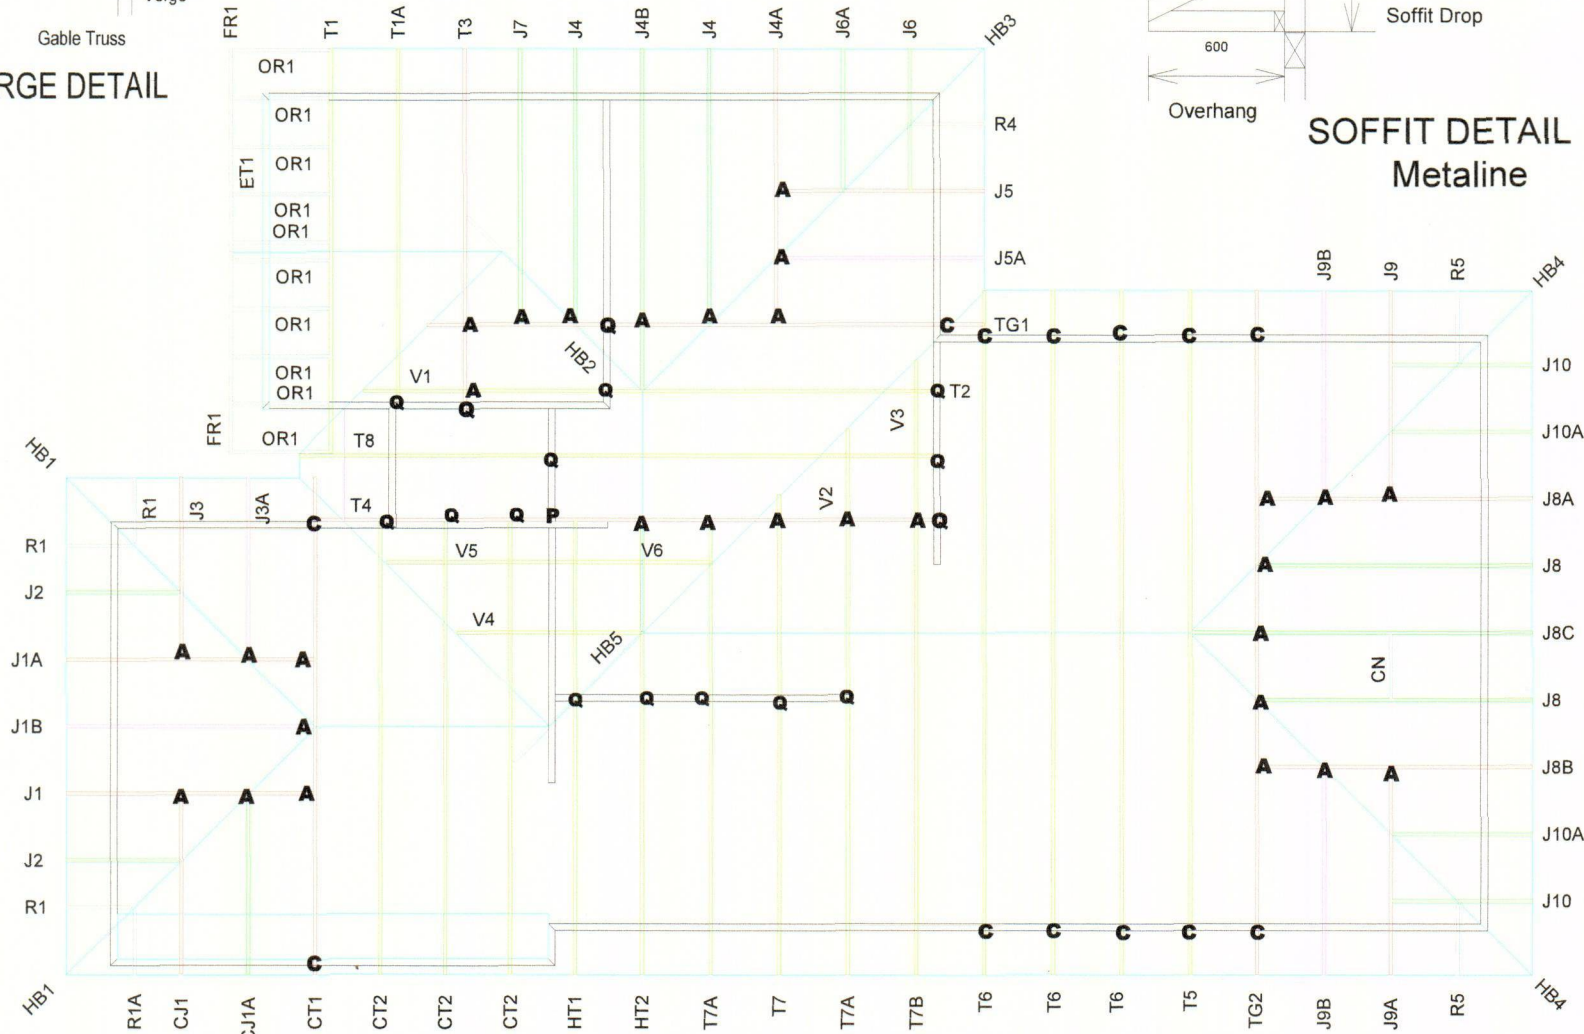 Verge
Gable Truss
RGE DETAIL
FR1 T1 T1A T3 J7 J4 J4B J4 J4A J6A J6 HB3
600
Soffit Drop
Overhang
SOFFIT DETAIL
Metaline
OR1
OR1
R4
ET1 OR1
A J5
OR1
OR1
A J5A
OR1
J9B J9 R5 HB4
OR1 A A A Q A A A C TG1
C C C C C
HB2
OR1 V1
OR1 A Q Q T2
J10
Q Q
V3
FR1 OR1 T8
J10A
HB1
Q Q
R1 J3 J3A
T4 V2
A A A J8A
C Q Q Q P A A A A A Q
R1 V5 V6
A J8
J2
V4 HB5
A J8C
J1A A A A
CN
Q Q Q Q Q
A J8
J1B A
A A A J8B
J1 A A A
J10A
J2
J10
R1
C C C C C
C
HB1 HB4
R1A CJ1 CJ1A CT1 CT2 CT2 CT2 HT1 HT2 T7A T7 T7A T7B T6 T6 T6 T5 TG2 J9B J9A R5